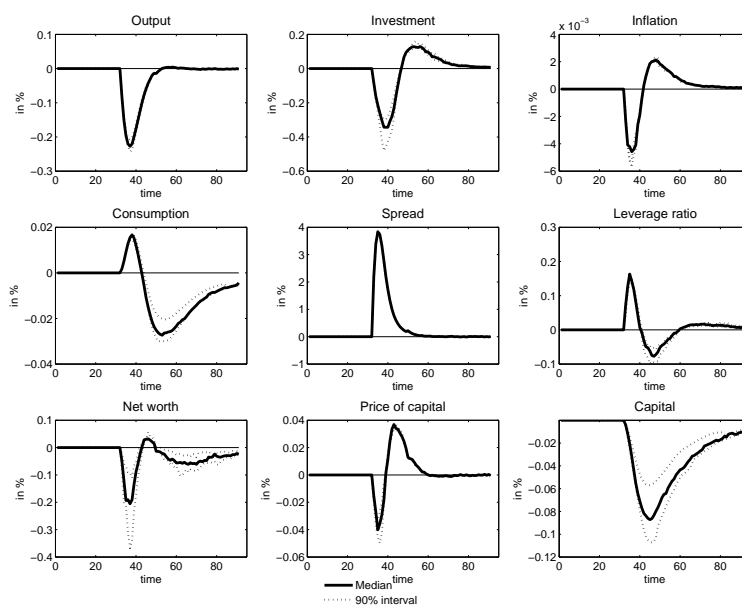 Output
0.1
0
−0.1
−0.2
−0.3
in %
0 20 40 60 80
time
Investment
0.2
0
−0.2
−0.4
0.6
in %
0 20 40 60 80
time
Inflation
x 10⁻³
4
2
0
−2
−4
−6
in %
0 20 40 60 80
time
Consumption
0.02
0
−0.02
−0.04
in %
0 20 40 60 80
time
Spread
4
3
2
1
0
−1
in %
0 20 40 60 80
time
Leverage ratio
0.3
0.2
0.1
0
−0.1
in %
0 20 40 60 80
time
Net worth
0.1
0
−0.1
−0.2
−0.3
−0.4
in %
0 20 40 60 80
time
Price of capital
0.04
0.02
0
−0.02
−0.04
−0.06
in %
0 20 40 60 80
time
Capital
−0.02
−0.04
−0.06
−0.08
−0.1
−0.12
in %
0 20 40 60 80
time
Median
90% interval